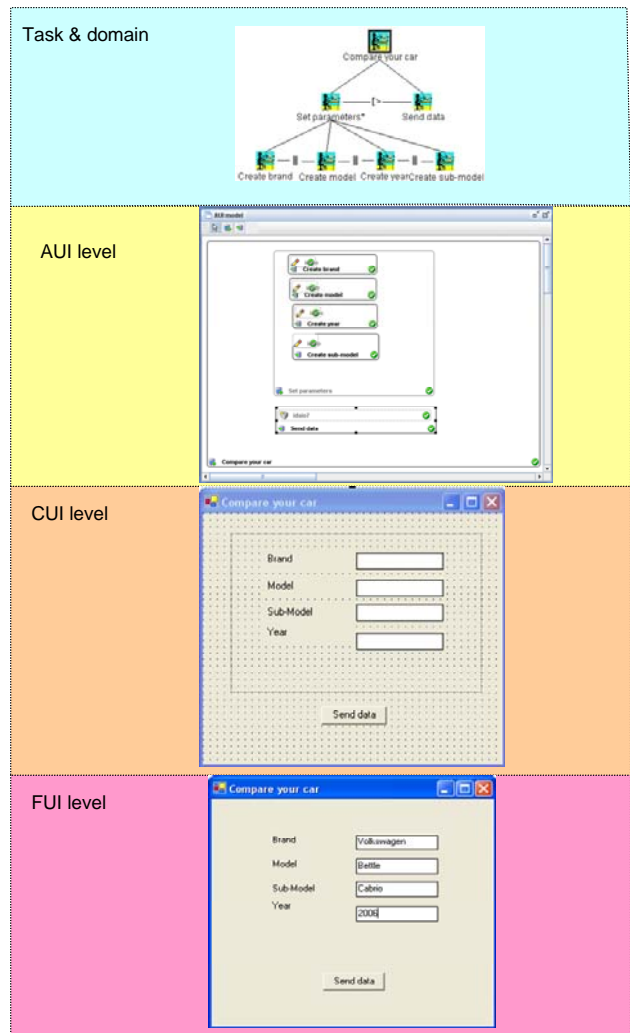 Task & domain
Compare your car
[>
Set parameters* Send data
||| ||| |||
Create brand Create model Create year Create sub-model
AUI level
AUI model
Create brand
Create model
Create year
Create sub-model
Set parameters
Send data
Compare your car
CUI level
Compare your car
Brand
Model
Sub-Model
Year
Send data
FUI level
Compare your car
Brand Volkswagen
Model Bettle
Sub-Model Cabrio
Year 2006
Send data